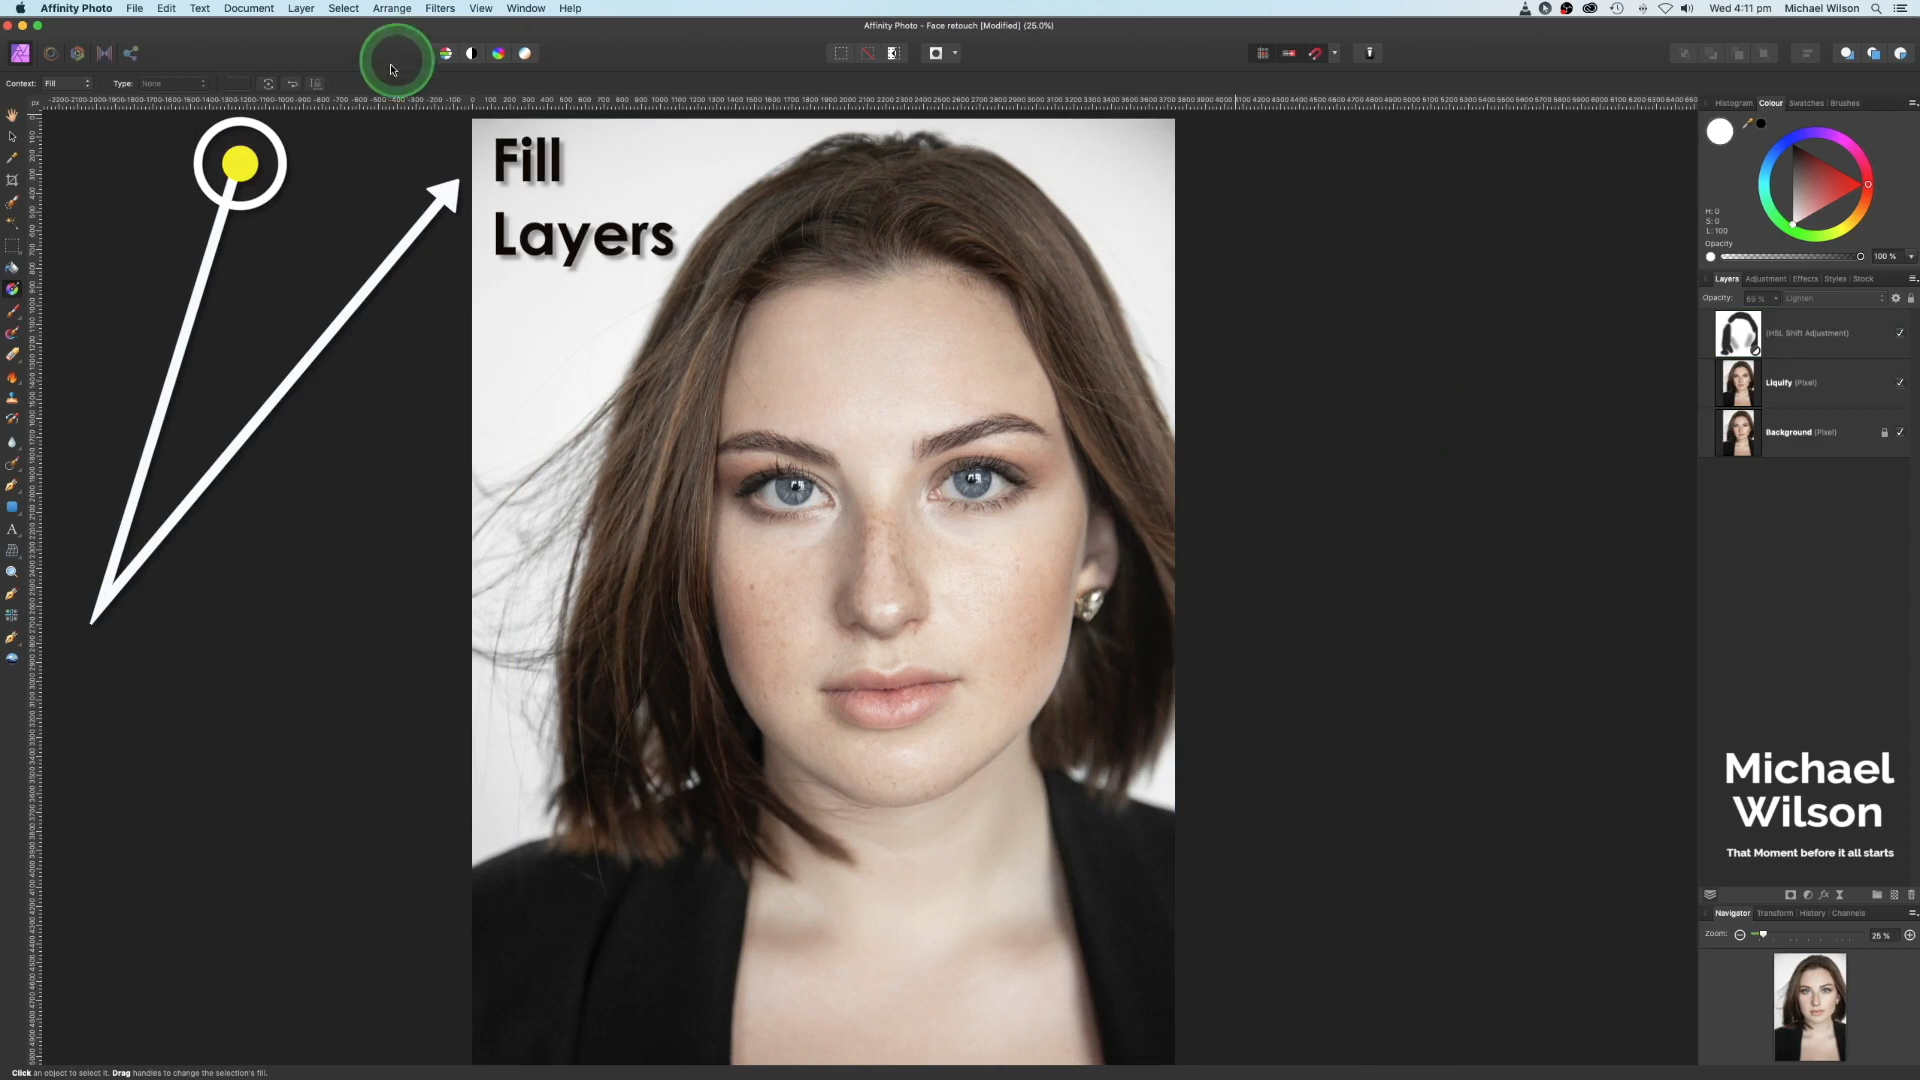 Affinity Photo File Edit Text Document Layer Select Arrange Filters View Window Help
Wed 4:11 pm Michael Wilson
Affinity Photo - Face retouch [Modified] (25.0%)
Context: Fill Type: None
Histogram Colour Swatches Brushes
Fill
Layers
H: 0
S: 0
L: 100
Opacity
100 %
Layers Adjustment Effects Styles Stock
Opacity: 69 % Lighten
(HSL Shift Adjustment)
Liquify (Pixel)
Background (Pixel)
Michael
Wilson
That Moment before it all starts
Navigator Transform History Channels
Zoom: 25 %
Click an object to select it. Drag handles to change the selection's fill.